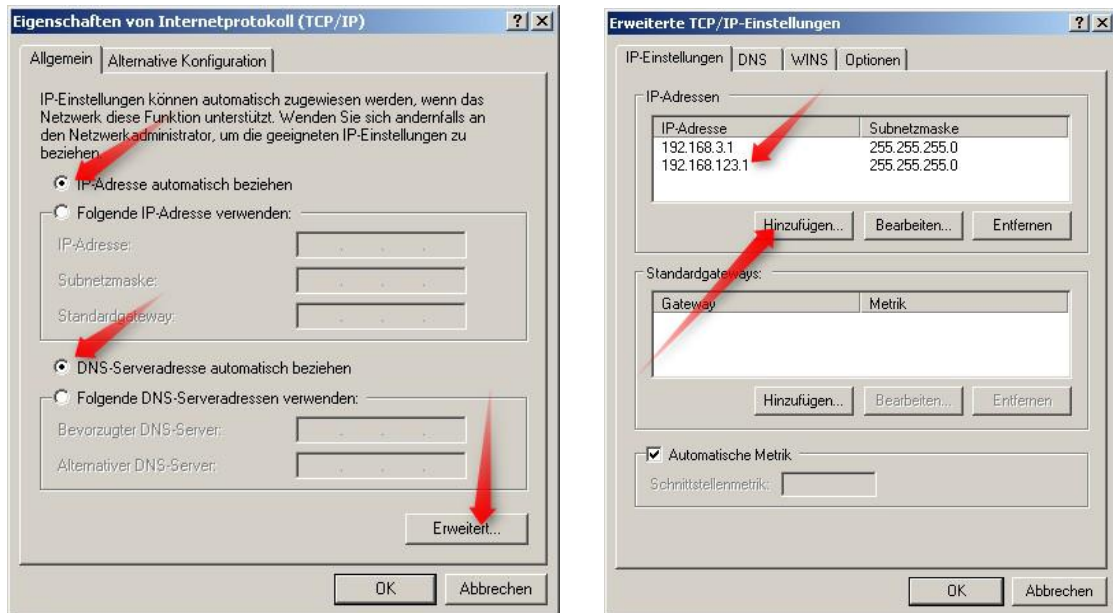 Eigenschaften von Internetprotokoll (TCP/IP)
Allgemein
Alternative Konfiguration
IP-Einstellungen können automatisch zugewiesen werden, wenn das
Netzwerk diese Funktion unterstützt. Wenden Sie sich andernfalls an
den Netzwerkadministrator, um die geeigneten IP-Einstellungen zu
beziehen.
IP-Adresse automatisch beziehen
Folgende IP-Adresse verwenden:
IP-Adresse:
Subnetzmaske:
Standardgateway:
DNS-Serveradresse automatisch beziehen
Folgende DNS-Serveradressen verwenden:
Bevorzugter DNS-Server:
Alternativer DNS-Server:
Erweitert...
OK
Abbrechen
Erweiterte TCP/IP-Einstellungen
IP-Einstellungen
DNS
WINS
Optionen
IP-Adressen
IP-Adresse Subnetzmaske
192.168.3.1 255.255.255.0
192.168.123.1 255.255.255.0
Hinzufügen... Bearbeiten... Entfernen
Standardgateways:
Gateway Metrik
Hinzufügen... Bearbeiten... Entfernen
Automatische Metrik
Schnittstellenmetrik:
OK
Abbrechen